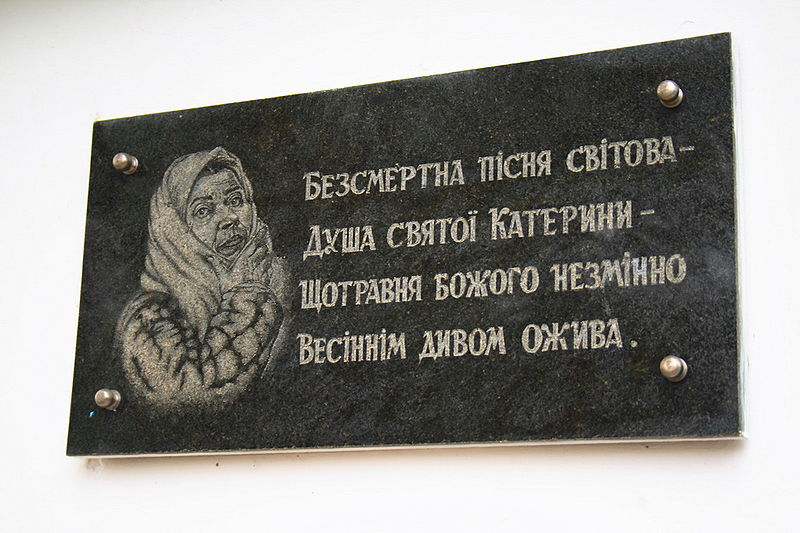 Безсмертна пісня світова–
Душа святої Катерини–
Щотравня божого незмінно
Весіннім дивом ожива.